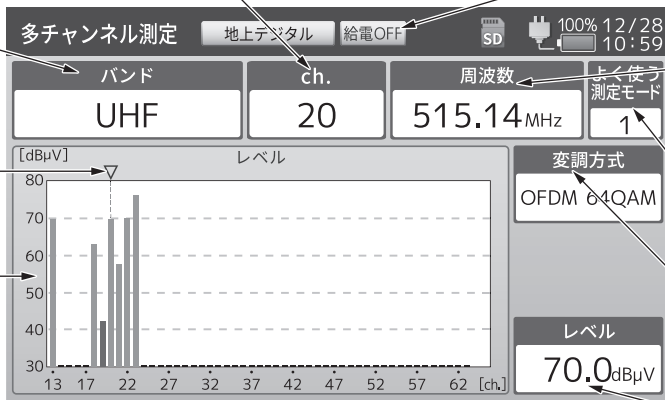 多チャンネル測定 地上デジタル 給電OFF SD 100% 12/28
10:59
バンド ch. 周波数 よく使う
測定モード
UHF 20 515.14MHz 1
[dBµV] レベル
変調方式
OFDM 64QAM
80
70
60
50
40
30
13 17 22 27 32 37 42 47 52 57 62 [ch.]
レベル
70.0dBµV